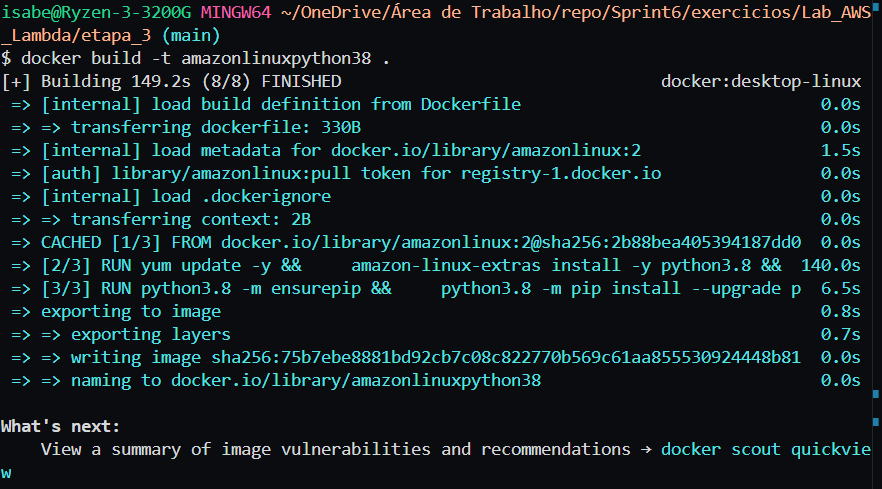 isabe@Ryzen-3-3200G MINGW64 ~/OneDrive/Área de Trabalho/repo/Sprint6/exercicios/Lab_AWS
_Lambda/etapa_3 (main)
$ docker build -t amazonlinuxpython38 .
[+] Building 149.2s (8/8) FINISHED docker:desktop-linux
=> [internal] load build definition from Dockerfile 0.0s
=> => transferring dockerfile: 330B 0.0s
=> [internal] load metadata for docker.io/library/amazonlinux:2 1.5s
=> [auth] library/amazonlinux:pull token for registry-1.docker.io 0.0s
=> [internal] load .dockerignore 0.0s
=> => transferring context: 2B 0.0s
=> CACHED [1/3] FROM docker.io/library/amazonlinux:2@sha256:2b88bea405394187dd0 0.0s
=> [2/3] RUN yum update -y &&     amazon-linux-extras install -y python3.8 && 140.0s
=> [3/3] RUN python3.8 -m ensurepip &&     python3.8 -m pip install --upgrade p 6.5s
=> exporting to image 0.8s
=> => exporting layers 0.7s
=> => writing image sha256:75b7ebe8881bd92cb7c08c822770b569c61aa855530924448b81 0.0s
=> => naming to docker.io/library/amazonlinuxpython38 0.0s
What's next:
View a summary of image vulnerabilities and recommendations → docker scout quickvie
w